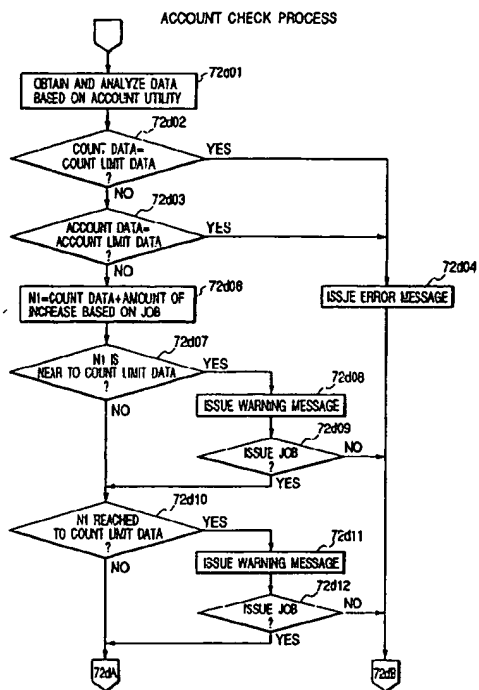 ACCOUNT CHECK PROCESS
72d01
OBTAIN AND ANALYZE DATA
BASED ON ACCOUNT UTILITY
72d02
COUNT DATA=
COUNT LIMIT DATA
?
YES
NO
72d03
ACCOUNT DATA=
ACCOUNT LIMIT DATA
?
YES
NO
72d04
ISSUE ERROR MESSAGE
72d06
N1=COUNT DATA+AMOUNT OF
INCREASE BASED ON JOB
72d07
N1 IS
NEAR TO COUNT LIMIT DATA
?
YES
NO
72d08
ISSUE WARNING MESSAGE
72d09
ISSUE JOB
?
NO
YES
72d10
N1 REACHED
TO COUNT LIMIT DATA
?
YES
NO
72d11
ISSUE WARNING MESSAGE
72d12
ISSUE JOB
?
NO
YES
72dA
72dB